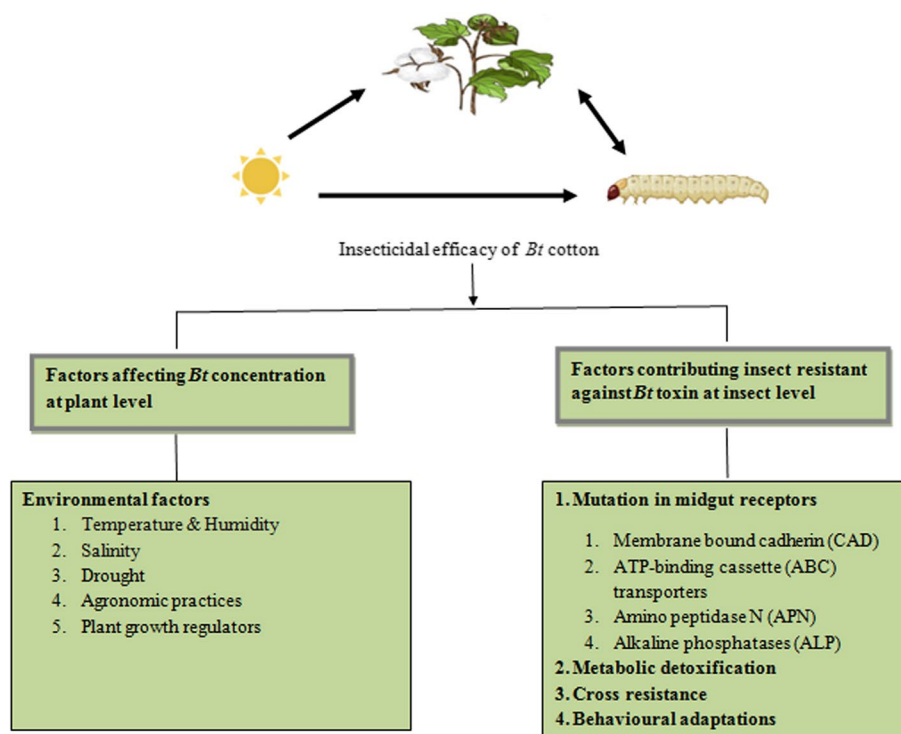 Insecticidal efficacy of Bt cotton
Factors affecting Bt concentration
at plant level
Factors contributing insect resistant
against Bt toxin at insect level
Environmental factors
1. Temperature & Humidity
2. Salinity
3. Drought
4. Agronomic practices
5. Plant growth regulators
1. Mutation in midgut receptors
1. Membrane bound cadherin (CAD)
2. ATP-binding cassette (ABC)
transporters
3. Amino peptidase N (APN)
4. Alkaline phosphatases (ALP)
2. Metabolic detoxification
3. Cross resistance
4. Behavioural adaptations